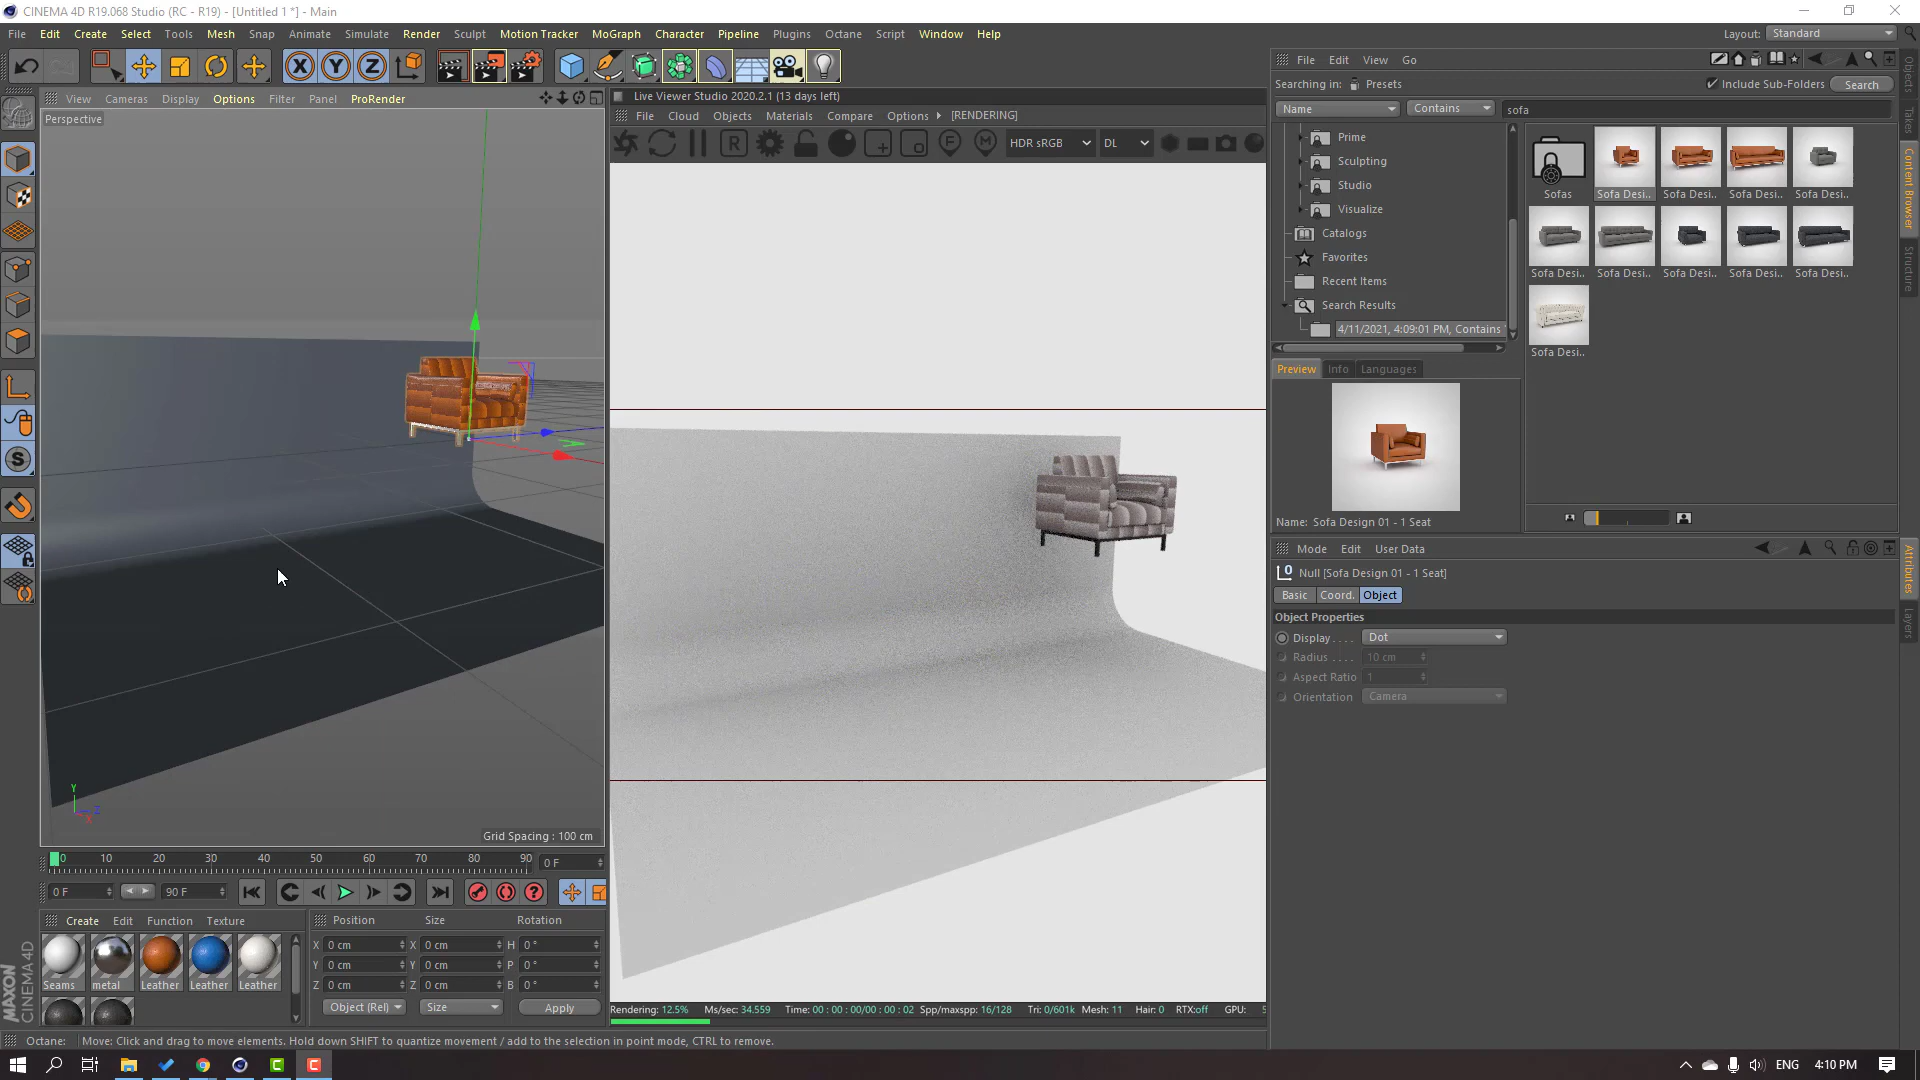 CINEMA 4D R19.068 Studio (RC - R19) - [Untitled 1 *] - Main
File Edit Create Select Tools Mesh Snap Animate Simulate Render Sculpt Motion Tracker MoGraph Character Pipeline Plugins Octane Script Window Help
Layout: Standard
X Y Z
View Cameras Display Options Filter Panel ProRender
Perspective
Live Viewer Studio 2020.2.1 (13 days left)
File Cloud Objects Materials Compare Options [RENDERING]
R F M HDR sRGB DL
File Edit View Go
Searching in: Presets
Include Sub-Folders Search
Name Contains sofa
Prime
Sculpting
Studio
Visualize
Catalogs
Favorites
Recent Items
Search Results
4/11/2021, 4:09:01 PM, Contains
Sofas Sofa Desi.. Sofa Desi.. Sofa Desi.. Sofa Desi..
Sofa Desi.. Sofa Desi.. Sofa Desi.. Sofa Desi.. Sofa Desi..
Sofa Desi..
Preview Info Languages
Name: Sofa Design 01 - 1 Seat
Mode Edit User Data
Null [Sofa Design 01 - 1 Seat]
Basic Coord. Object
Object Properties
Display . . . . Dot
Radius . . . . 10 cm
Aspect Ratio 1
Orientation Camera
Objects
Takes
Content Browser
Structure
Attributes
Layers
S
Y
Z
X
Grid Spacing : 100 cm
0 10 20 30 40 50 60 70 80 90 0 F
0 F 90 F
Create Edit Function Texture
Seams metal Leather Leather Leather
Position Size Rotation
X 0 cm X 0 cm H 0 °
Y 0 cm Y 0 cm P 0 °
Z 0 cm Z 0 cm B 0 °
Object (Rel) Size Apply
MAXON CINEMA 4D
Rendering: 12.5% Ms/sec: 34.559 Time: 00 : 00 : 00/00 : 00 : 02 Spp/maxspp: 16/128 Tri: 0/601k Mesh: 11 Hair: 0 RTX:off GPU:
Octane: Move: Click and drag to move elements. Hold down SHIFT to quantize movement / add to the selection in point mode, CTRL to remove.
ENG 4:10 PM